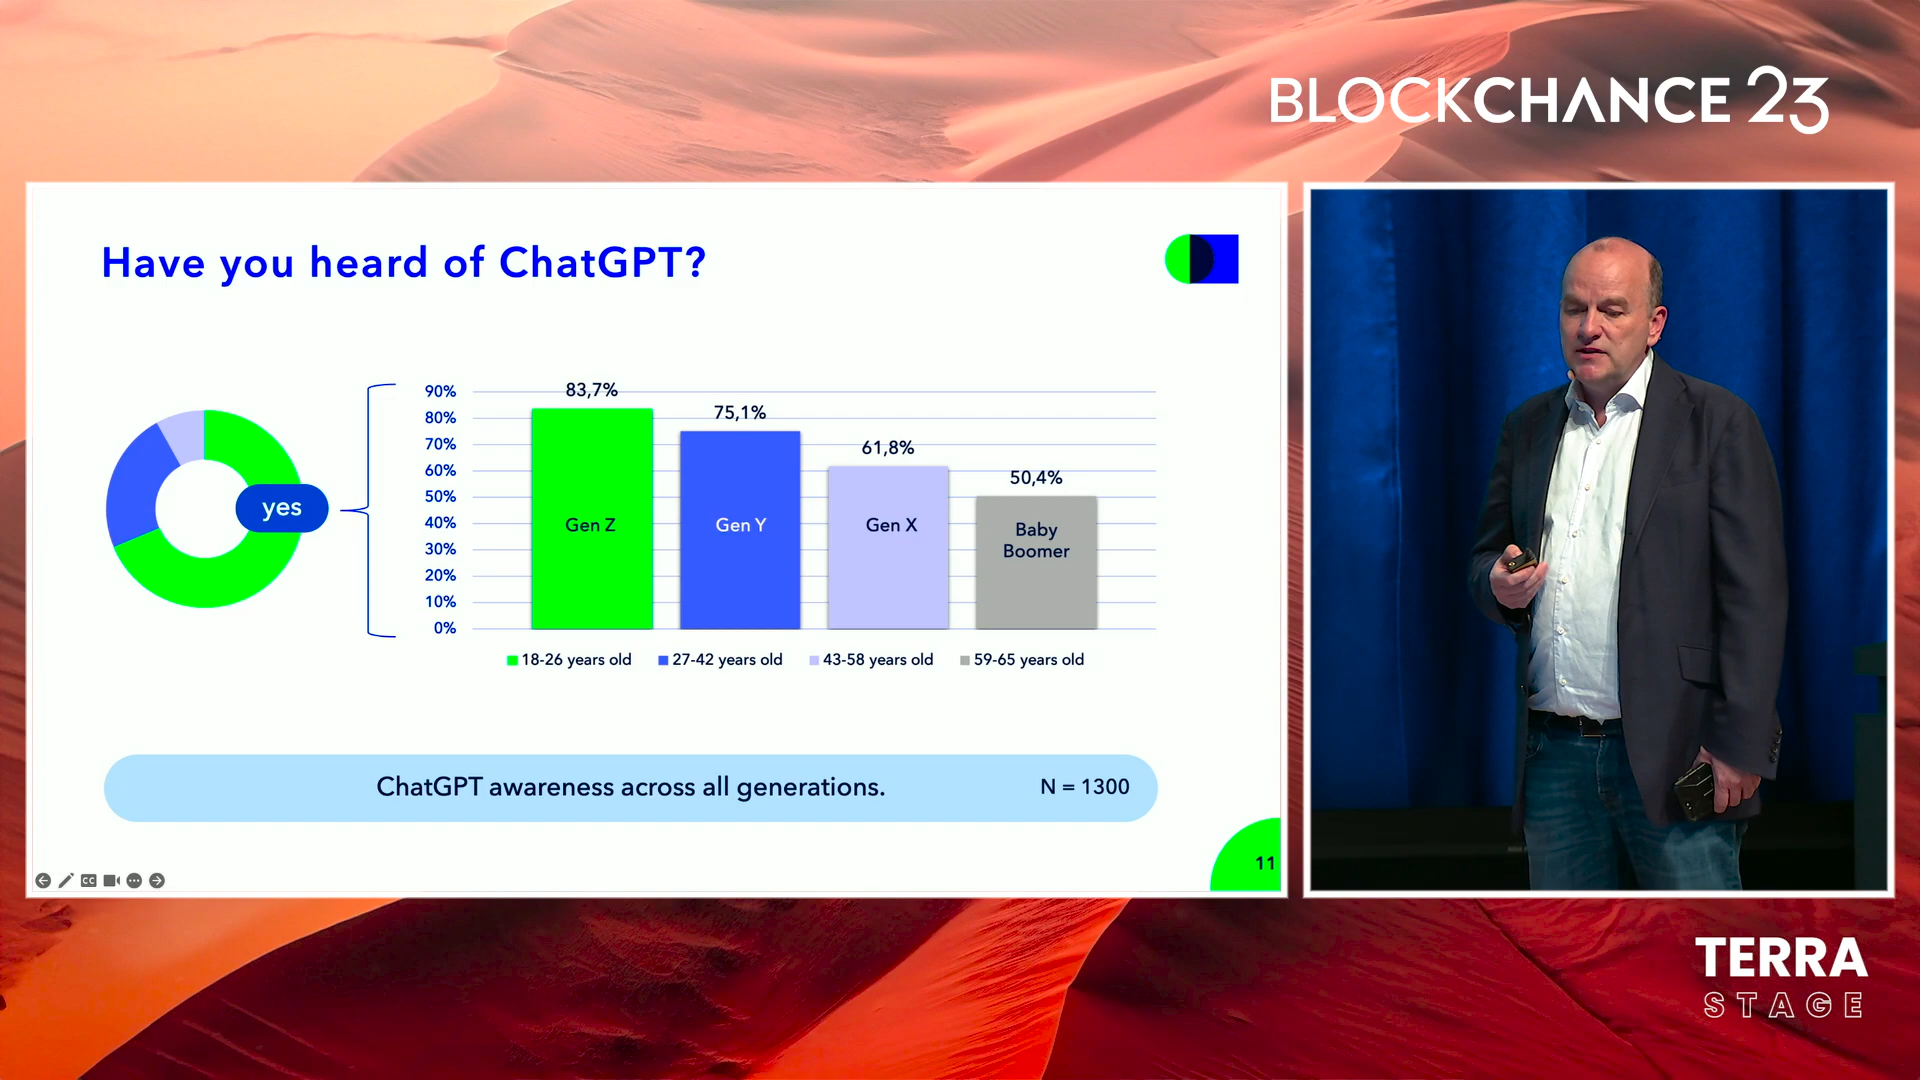 BLOCKCHANCE 23
Have you heard of ChatGPT?
yes
90%
80%
70%
60%
50%
40%
30%
20%
10%
0%
83,7%
75,1%
61,8%
50,4%
Gen Z
Gen Y
Gen X
Baby
Boomer
18-26 years old
27-42 years old
43-58 years old
59-65 years old
ChatGPT awareness across all generations.
N = 1300
11
CC
TERRA
STAGE